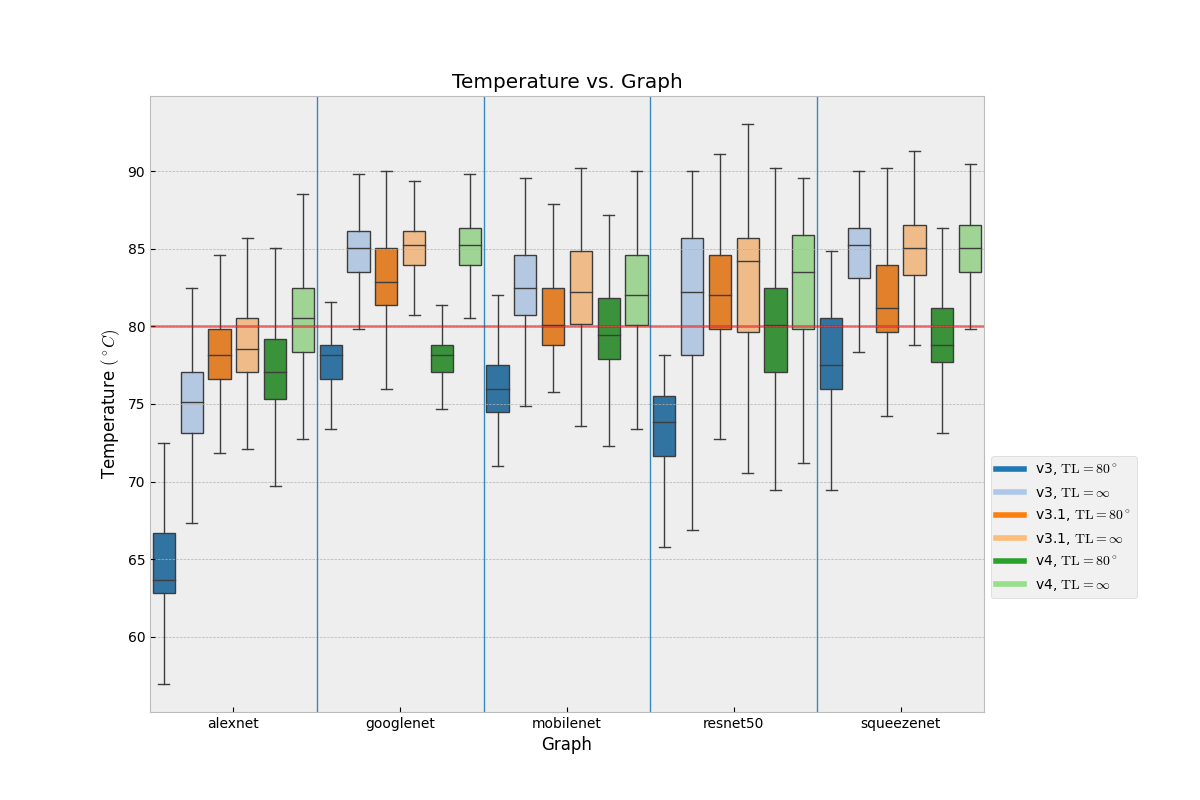 Temperature vs. Graph
Temperature (°C)
90
85
80
75
70
65
60
alexnet
googlenet
mobilenet
resnet50
squeezenet
Graph
v3, TL = 80°
v3, TL = ∞
v3.1, TL = 80°
v3.1, TL = ∞
v4, TL = 80°
v4, TL = ∞